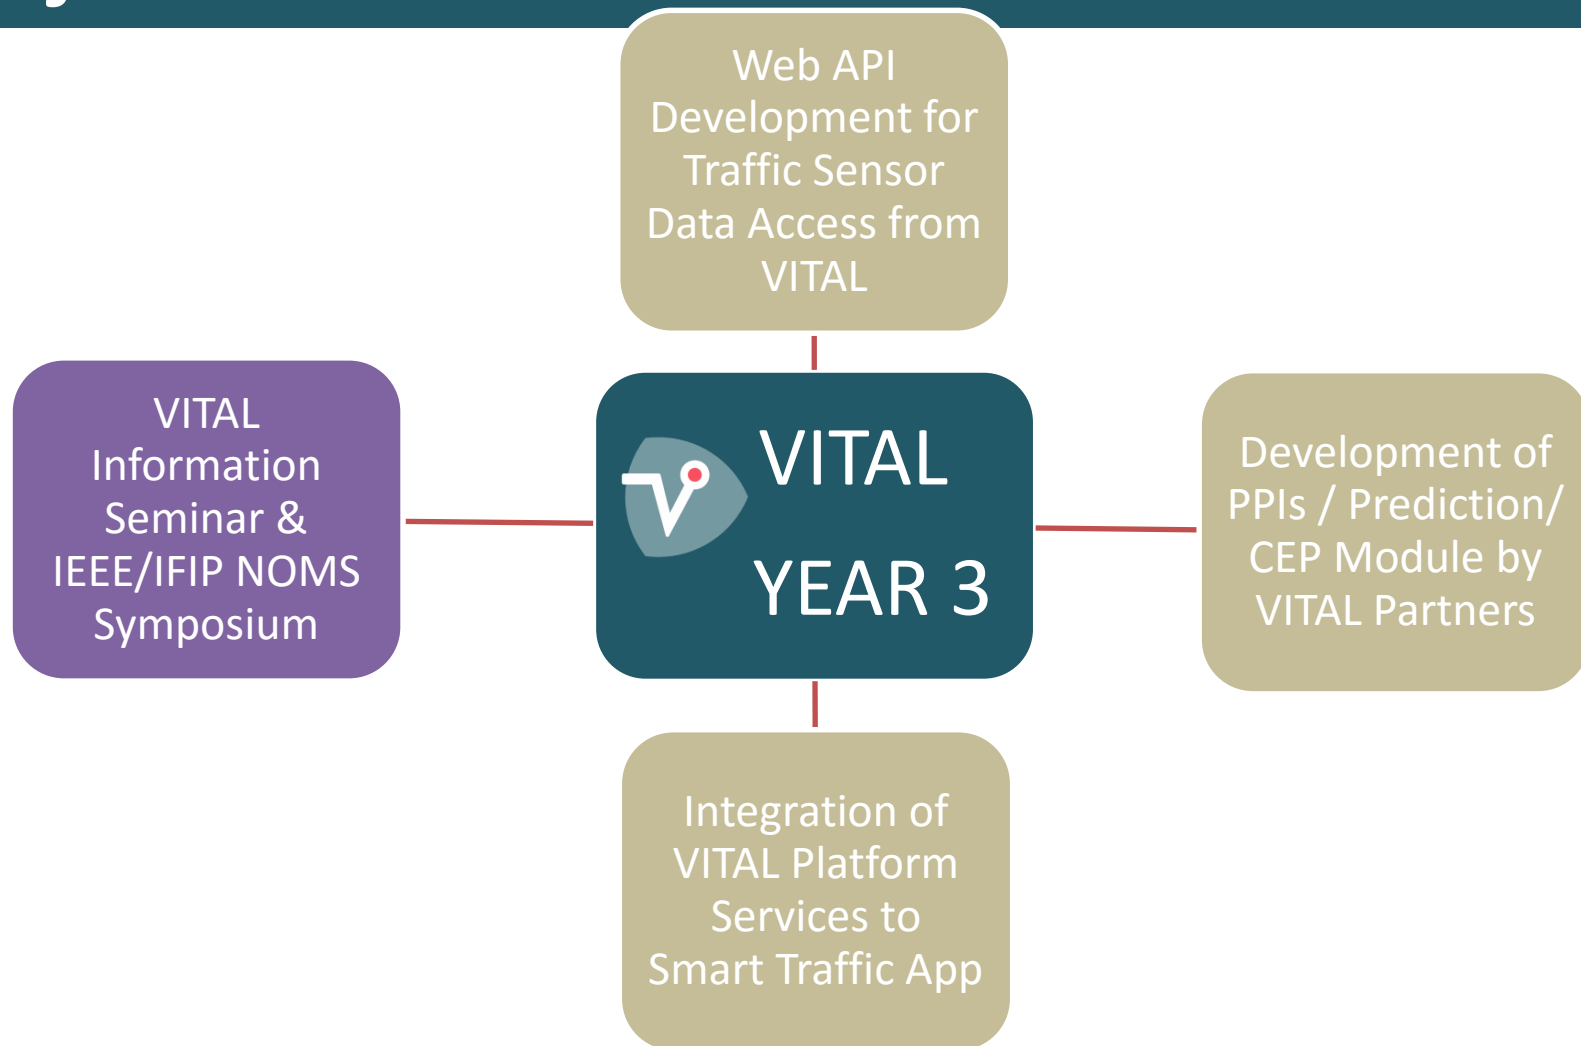 Web API
Development for
Traffic Sensor
Data Access from
VITAL
VITAL
Information
Seminar &
IEEE/IFIP NOMS
Symposium
VITAL
YEAR 3
Development of
PPIs / Prediction/
CEP Module by
VITAL Partners
Integration of
VITAL Platform
Services to
Smart Traffic App